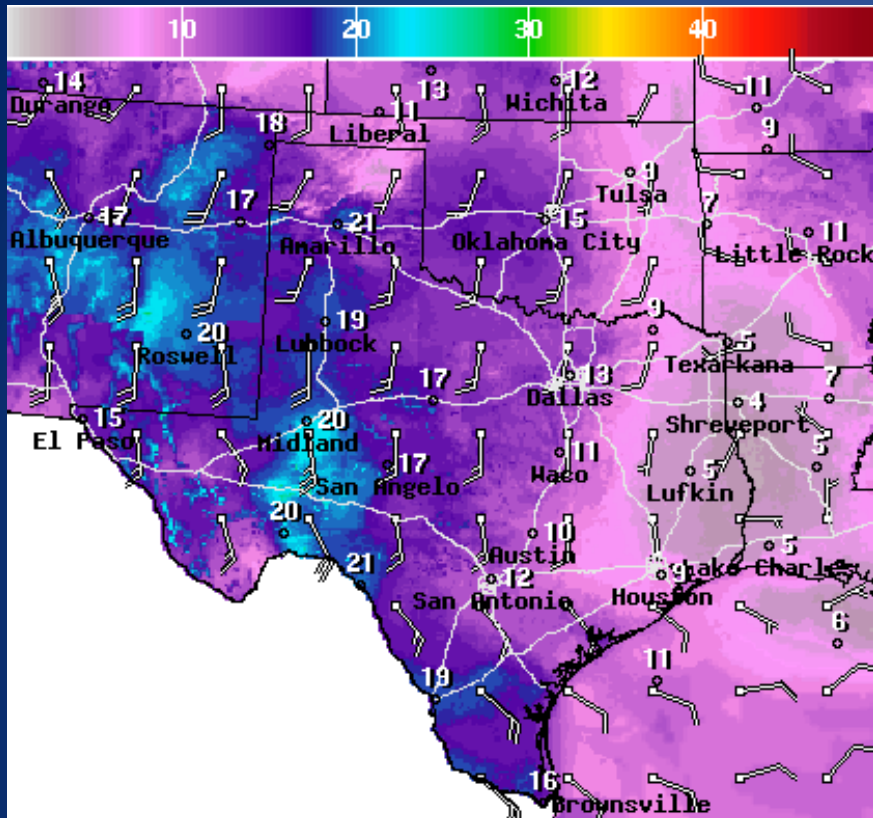 10 20 30 40
14 13 12 11
Durango Wichita
11
Liberal
18 9
9
Tulsa
17 17 21 15 7 11
Albuquerque Amarillo Oklahoma City Little Rock
20 19 9 5
Roswell Lubbock Texarkana
13
Dallas
15 20 17 4 7
El Paso Midland Shreveport
17 11 5 5
San Angelo Waco Lufkin
20 10 5
Austin Lake Charles
21 12 9
San Antonio Houston
6
19 11
16
Brownsville